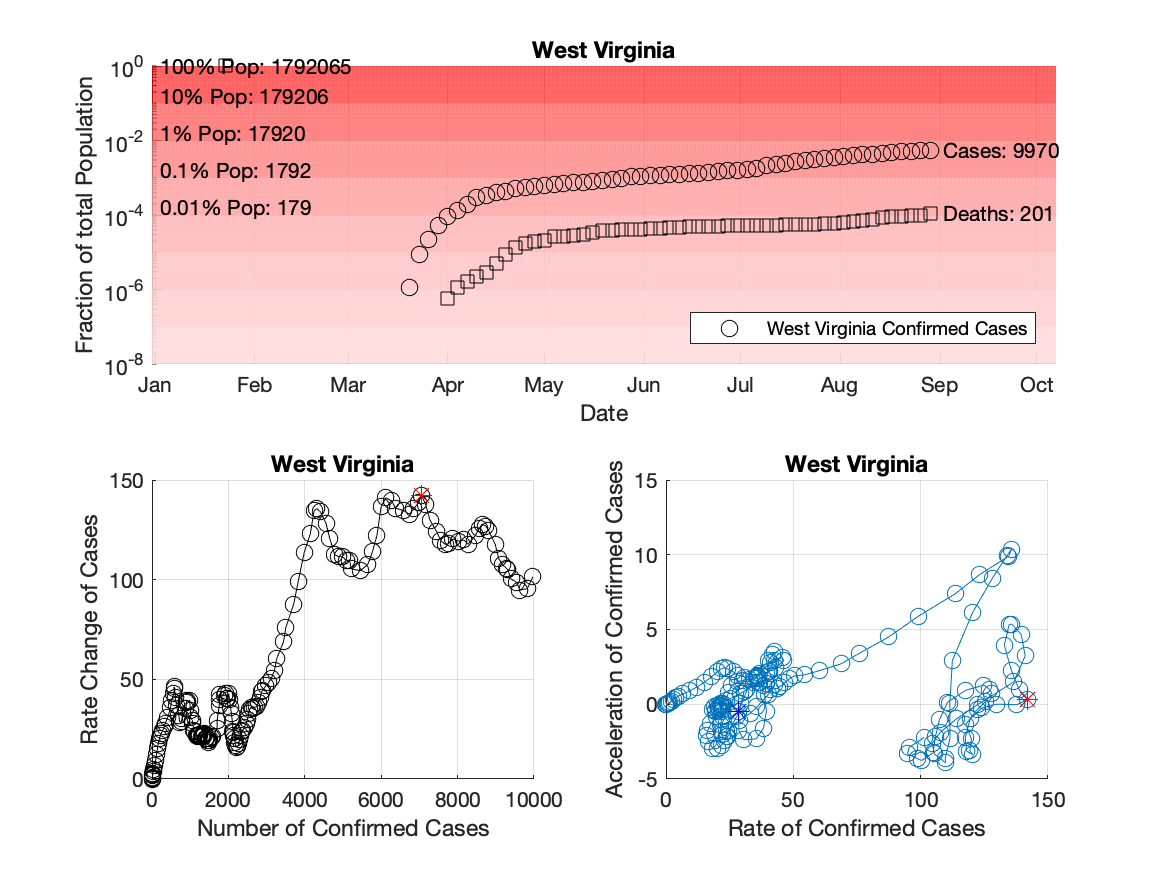 West Virginia
Fraction of total Population
10^0
10^-2
10^-4
10^-6
10^-8
100% Pop: 1792065
10% Pop: 179206
1% Pop: 17920
0.1% Pop: 1792
0.01% Pop: 179
Cases: 9970
Deaths: 201
West Virginia Confirmed Cases
Jan Feb Mar Apr May Jun Jul Aug Sep Oct
Date
West Virginia
Rate Change of Cases
150
100
50
0
0 2000 4000 6000 8000 10000
Number of Confirmed Cases
West Virginia
Acceleration of Confirmed Cases
15
10
5
0
-5
0 50 100 150
Rate of Confirmed Cases